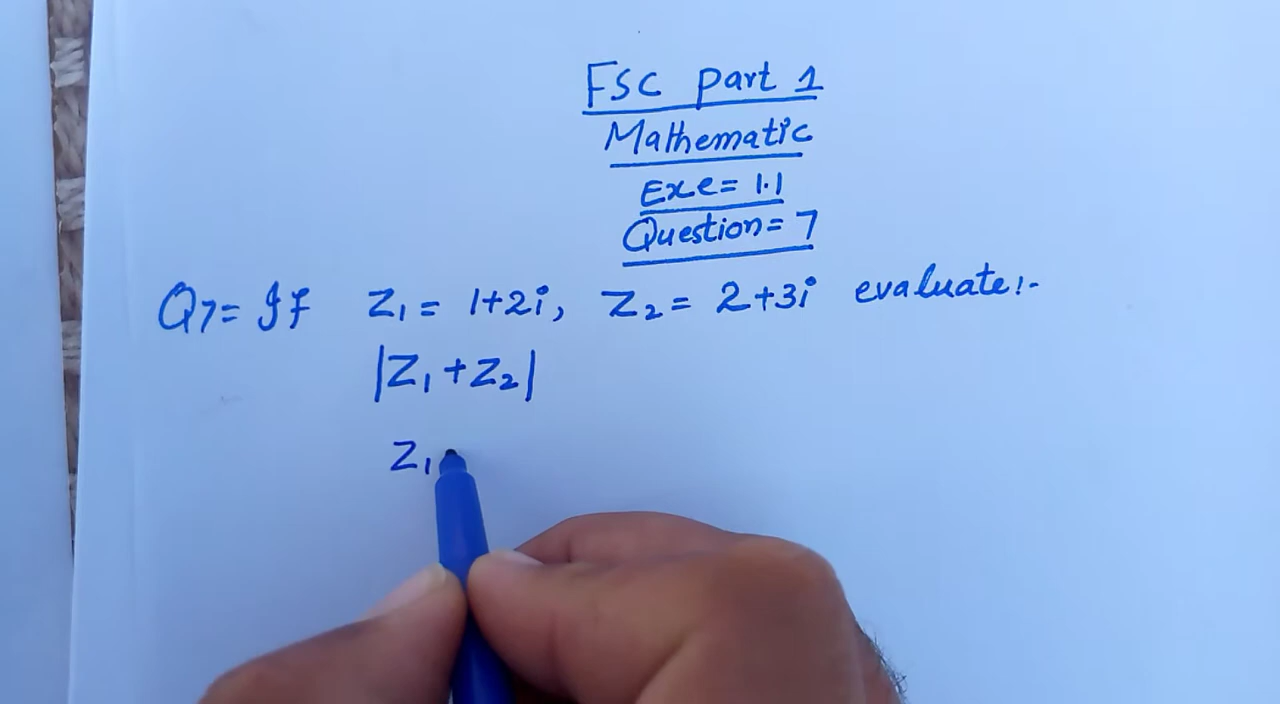 FSC part 1
Mathematic
Exe= 1.1
Question= 7
Q7= If Z₁= 1+2i, Z₂= 2+3i evaluate:-
|Z₁+Z₂|
Z₁